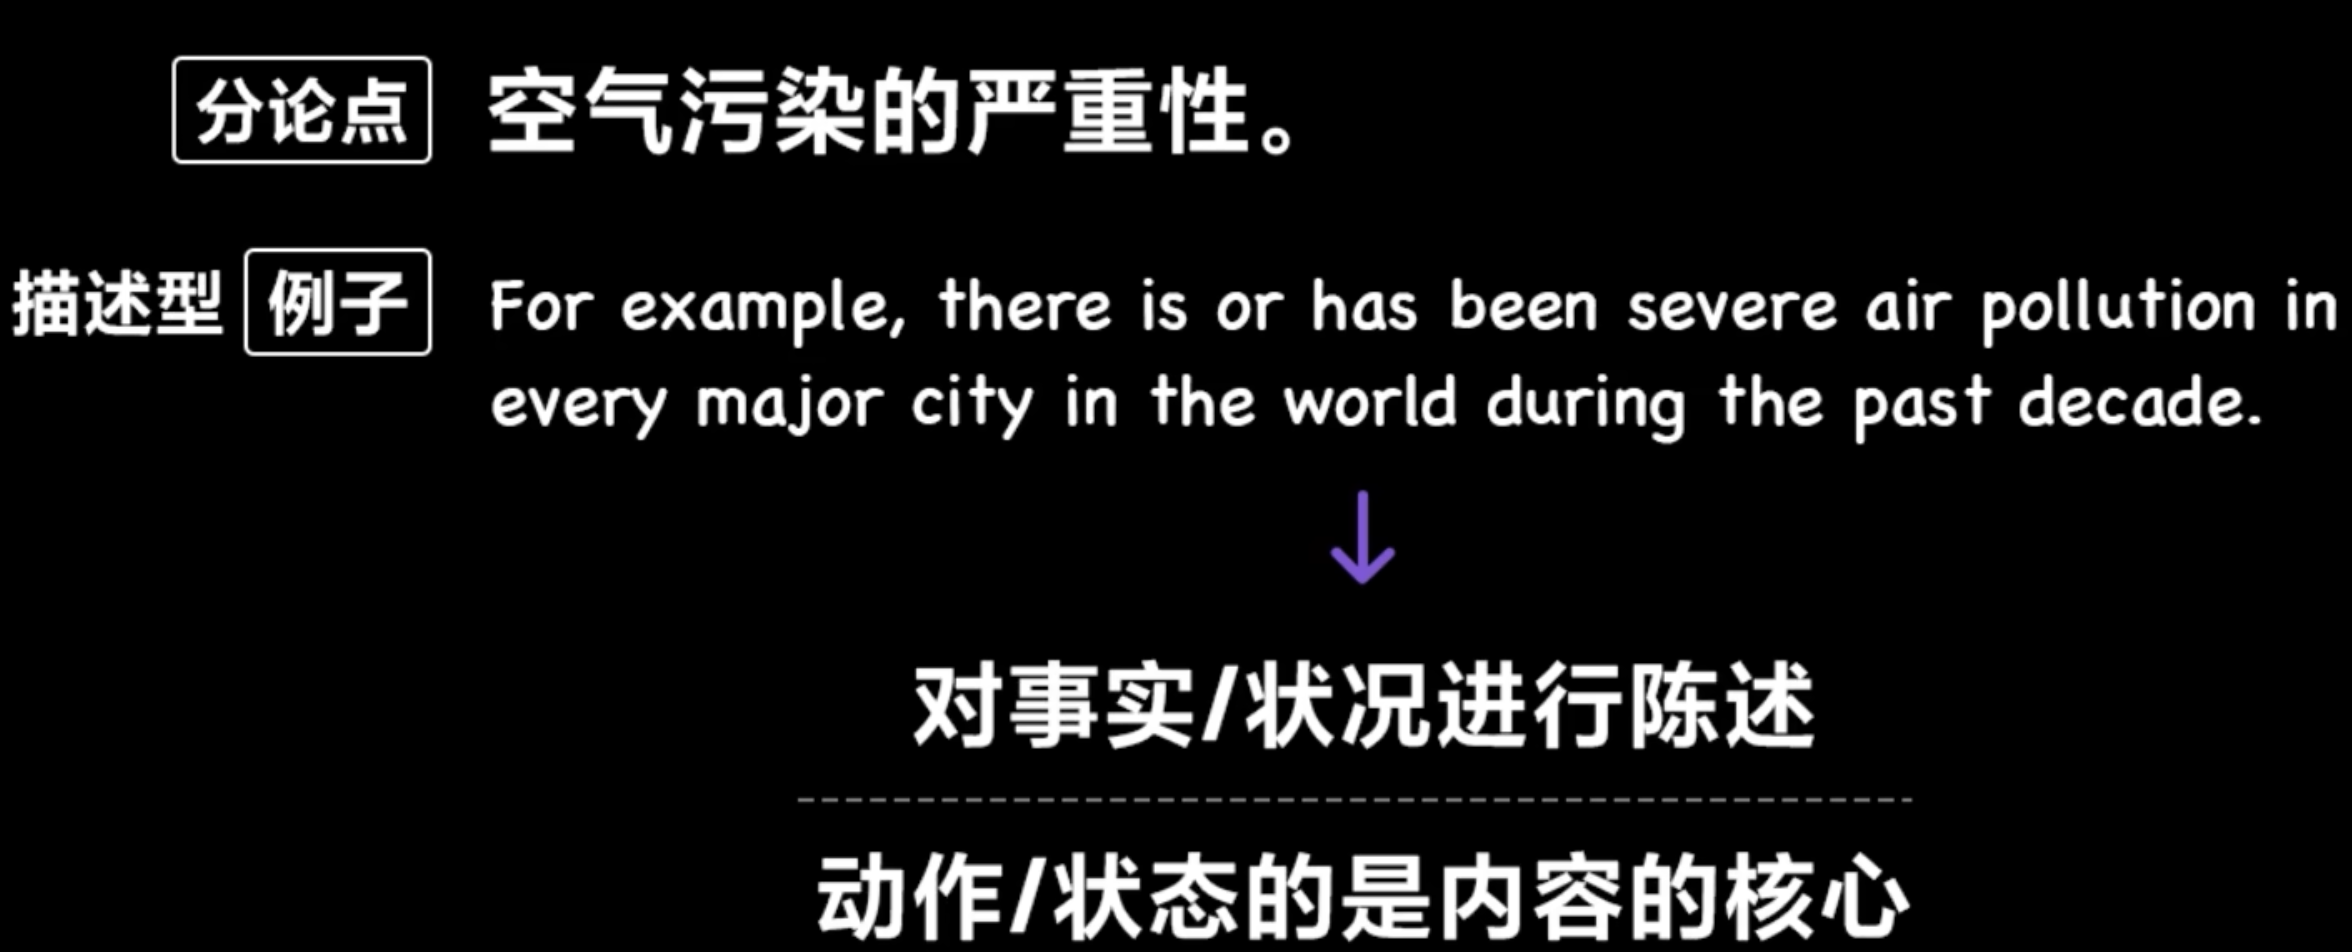 分论点 空气污染的严重性。
描述型 例子 For example, there is or has been severe air pollution in
every major city in the world during the past decade.
对事实/状况进行陈述
动作/状态的是内容的核心